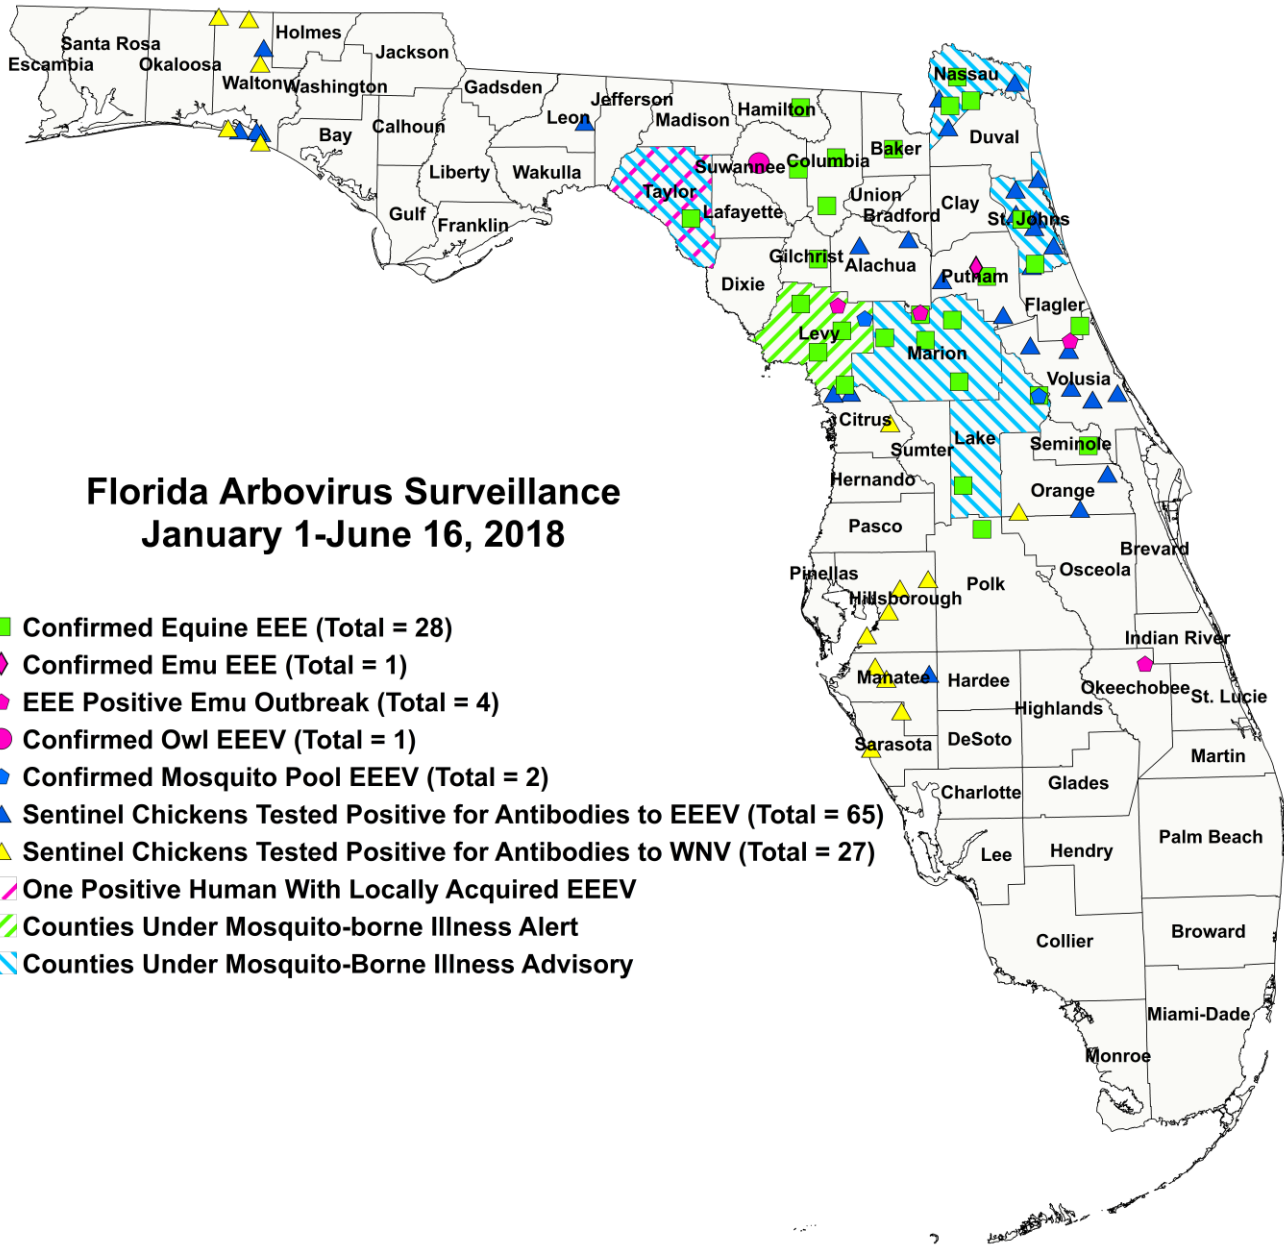 Holmes
Santa Rosa
Jackson
Escambia
Okaloosa
Walton
Washington
Gadsden
Nassau
Jefferson
Hamilton
Leon
Madison
Calhoun
Bay
Duval
Baker
Columbia
Suwannee
Liberty
Wakulla
Taylor
Union
Clay
Gulf
Lafayette
Bradford
St. Johns
Franklin
Gilchrist
Alachua
Putnam
Dixie
Flagler
Levy
Marion
Volusia
Citrus
Lake
Seminole
Sumter
Hernando
Orange
Florida Arbovirus Surveillance
January 1-June 16, 2018
Pasco
Brevard
Osceola
Pinellas
Polk
Hillsborough
Confirmed Equine EEE (Total = 28)
Indian River
Confirmed Emu EEE (Total = 1)
Manatee
Hardee
Okeechobee
St. Lucie
EEE Positive Emu Outbreak (Total = 4)
Highlands
Confirmed Owl EEEV (Total = 1)
Sarasota
DeSoto
Martin
Confirmed Mosquito Pool EEEV (Total = 2)
Charlotte
Glades
Sentinel Chickens Tested Positive for Antibodies to EEEV (Total = 65)
Palm Beach
Sentinel Chickens Tested Positive for Antibodies to WNV (Total = 27)
Lee
Hendry
One Positive Human With Locally Acquired EEEV
Counties Under Mosquito-borne Illness Alert
Broward
Collier
Counties Under Mosquito-Borne Illness Advisory
Miami-Dade
Monroe